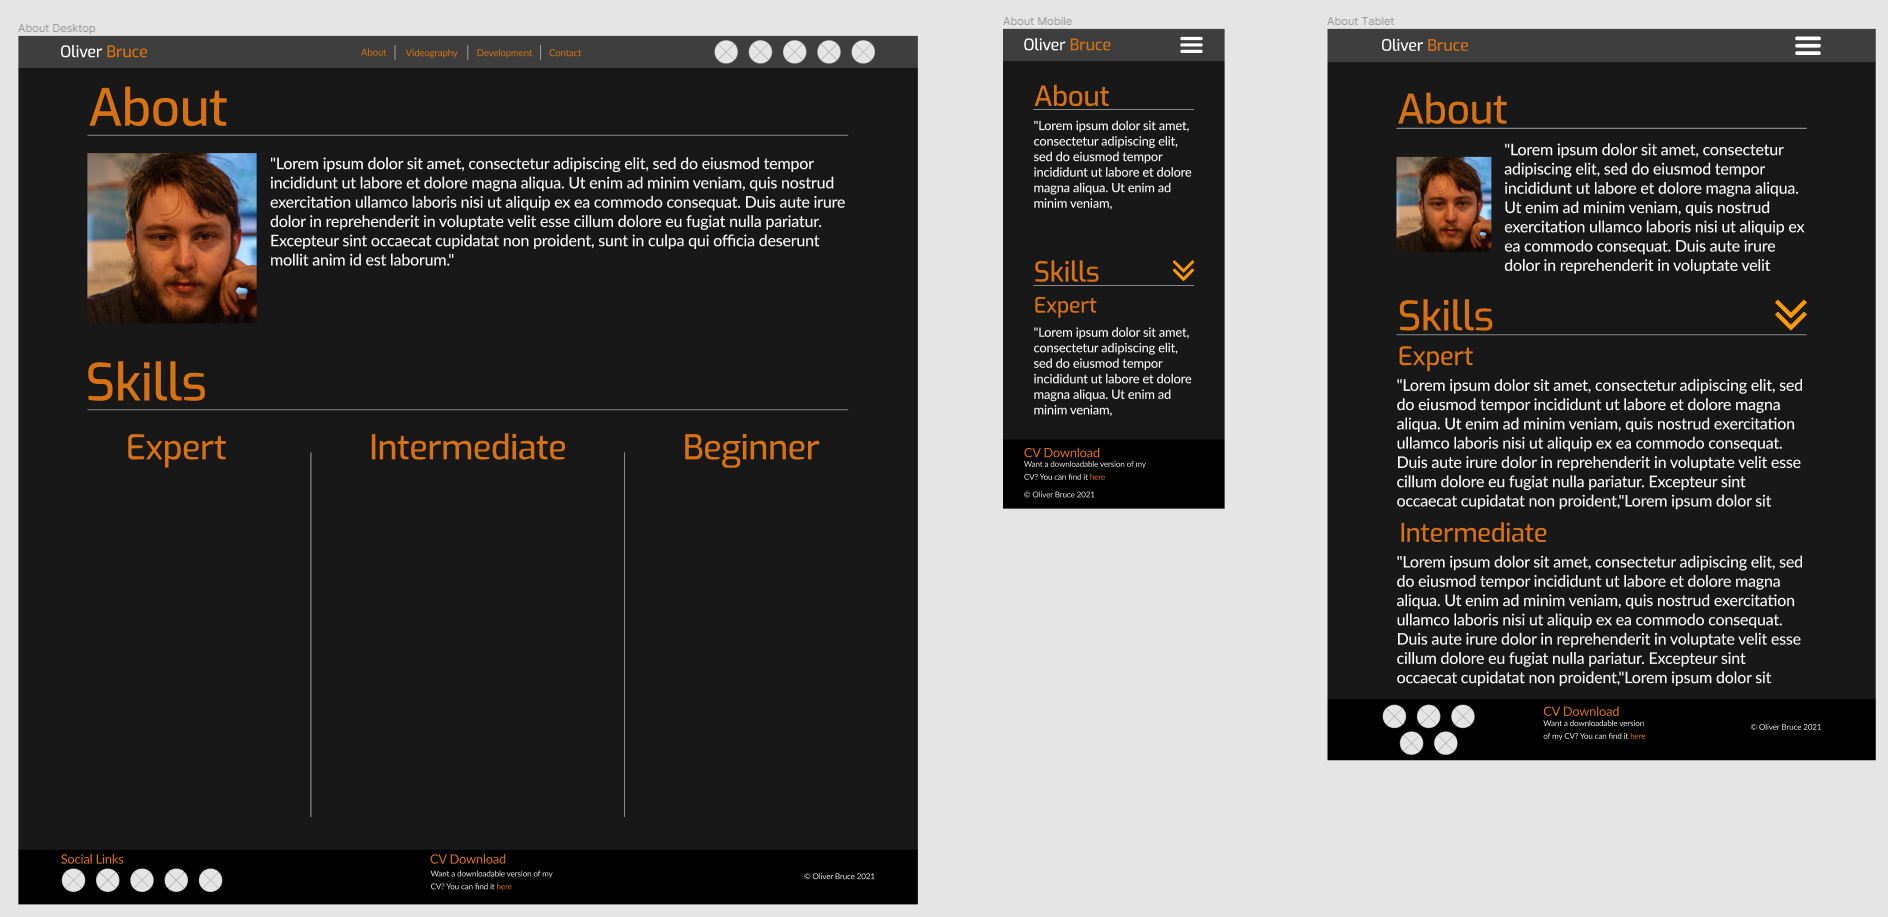 About Desktop
Oliver Bruce
About
Videography
Development
Contact
About
"Lorem ipsum dolor sit amet, consectetur adipiscing elit, sed do eiusmod tempor
incididunt ut labore et dolore magna aliqua. Ut enim ad minim veniam, quis nostrud
exercitation ullamco laboris nisi ut aliquip ex ea commodo consequat. Duis aute irure
dolor in reprehenderit in voluptate velit esse cillum dolore eu fugiat nulla pariatur.
Excepteur sint occaecat cupidatat non proident, sunt in culpa qui officia deserunt
mollit anim id est laborum."
Skills
Expert
Intermediate
Beginner
Social Links
CV Download
Want a downloadable version of my
CV? You can find it here
© Oliver Bruce 2021
About Mobile
Oliver Bruce
About
"Lorem ipsum dolor sit amet,
consectetur adipiscing elit,
sed do eiusmod tempor
incididunt ut labore et dolore
magna aliqua. Ut enim ad
minim veniam,
Skills
Expert
"Lorem ipsum dolor sit amet,
consectetur adipiscing elit,
sed do eiusmod tempor
incididunt ut labore et dolore
magna aliqua. Ut enim ad
minim veniam,
CV Download
Want a downloadable version of my
CV? You can find it here
© Oliver Bruce 2021
About Tablet
Oliver Bruce
About
"Lorem ipsum dolor sit amet, consectetur
adipiscing elit, sed do eiusmod tempor
incididunt ut labore et dolore magna aliqua.
Ut enim ad minim veniam, quis nostrud
exercitation ullamco laboris nisi ut aliquip ex
ea commodo consequat. Duis aute irure
dolor in reprehenderit in voluptate velit
Skills
Expert
"Lorem ipsum dolor sit amet, consectetur adipiscing elit, sed
do eiusmod tempor incididunt ut labore et dolore magna
aliqua. Ut enim ad minim veniam, quis nostrud exercitation
ullamco laboris nisi ut aliquip ex ea commodo consequat.
Duis aute irure dolor in reprehenderit in voluptate velit esse
cillum dolore eu fugiat nulla pariatur. Excepteur sint
occaecat cupidatat non proident,"Lorem ipsum dolor sit
Intermediate
"Lorem ipsum dolor sit amet, consectetur adipiscing elit, sed
do eiusmod tempor incididunt ut labore et dolore magna
aliqua. Ut enim ad minim veniam, quis nostrud exercitation
ullamco laboris nisi ut aliquip ex ea commodo consequat.
Duis aute irure dolor in reprehenderit in voluptate velit esse
cillum dolore eu fugiat nulla pariatur. Excepteur sint
occaecat cupidatat non proident,"Lorem ipsum dolor sit
CV Download
Want a downloadable version
of my CV? You can find it here
© Oliver Bruce 2021